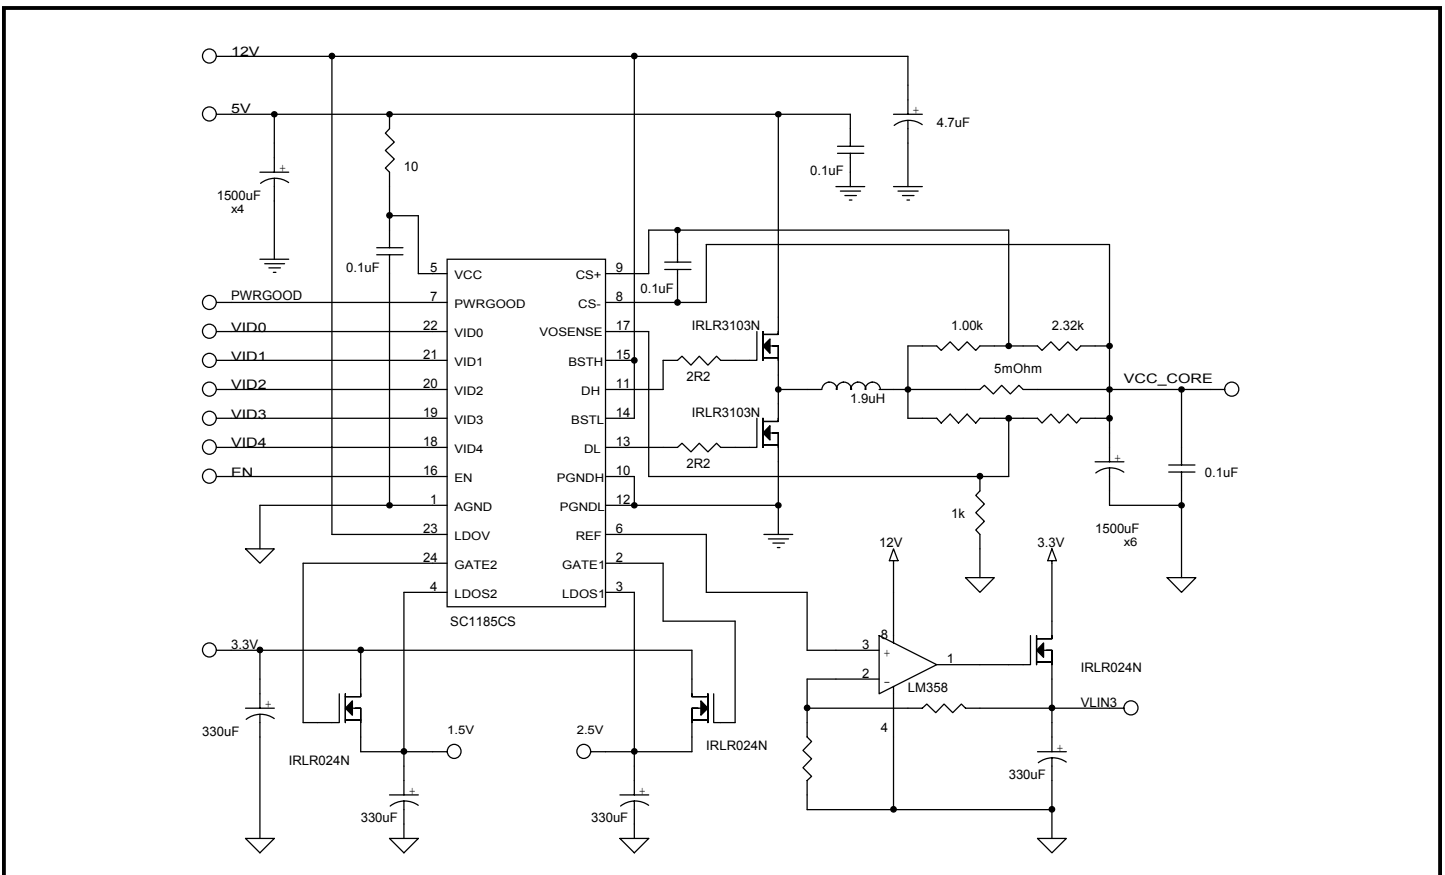 12V
5V
4.7uF
10
0.1uF
1500uF
x4
0.1uF
5 VCC CS+ 9
0.1uF
PWRGOOD 7 PWRGOOD CS- 8
VID0 22 VID0 VOSENSE 17 IRLR3103N 1.00k 2.32k
VID1 21 VID1 BSTH 15
2R2 5mOhm VCC_CORE
VID2 20 VID2 DH 11 1.9uH
VID3 19 VID3 BSTL 14 IRLR3103N
VID4 18 VID4 DL 13
2R2
EN 16 EN PGNDH 10 0.1uF
1 AGND PGNDL 12 1k
1500uF
x6
23 LDOV REF 6 12V 3.3V
24 GATE2 GATE1 2
4 LDOS2 LDOS1 3
SC1185CS
8
3.3V 3 + 1
2 − LM358 IRLR024N
VLIN3
330uF 1.5V 2.5V 4
IRLR024N IRLR024N
330uF
330uF 330uF
+
+
+
+
+
+
+